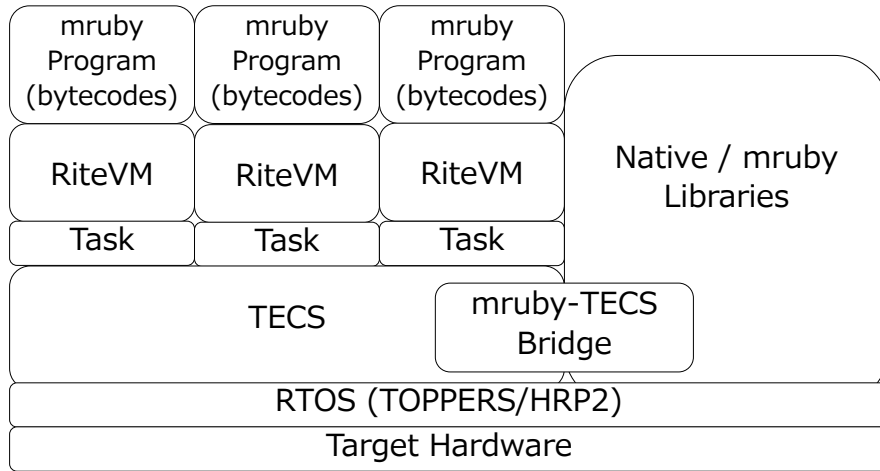 mruby
Program
(bytecodes)
mruby
Program
(bytecodes)
mruby
Program
(bytecodes)
RiteVM
RiteVM
RiteVM
Native / mruby
Libraries
Task
Task
Task
TECS
mruby-TECS
Bridge
RTOS (TOPPERS/HRP2)
Target Hardware